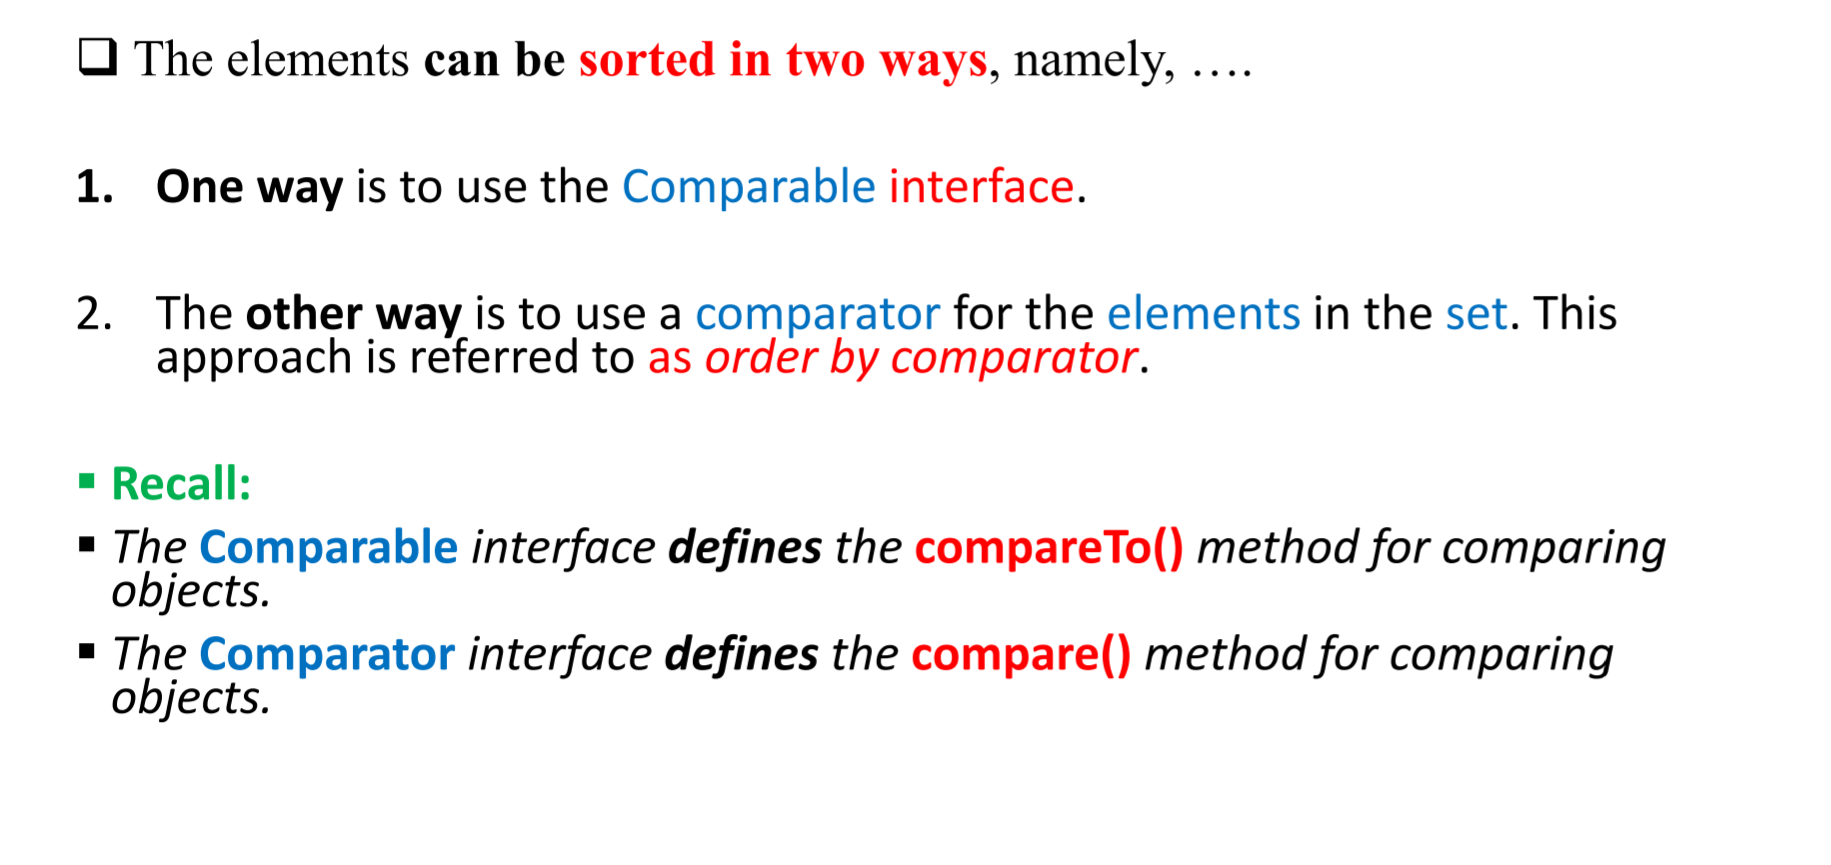 ❑ The elements can be sorted in two ways, namely, ….
1. One way is to use the Comparable interface.
2. The other way is to use a comparator for the elements in the set. This
approach is referred to as order by comparator.
▪ Recall:
▪ The Comparable interface defines the compareTo() method for comparing
objects.
▪ The Comparator interface defines the compare() method for comparing
objects.